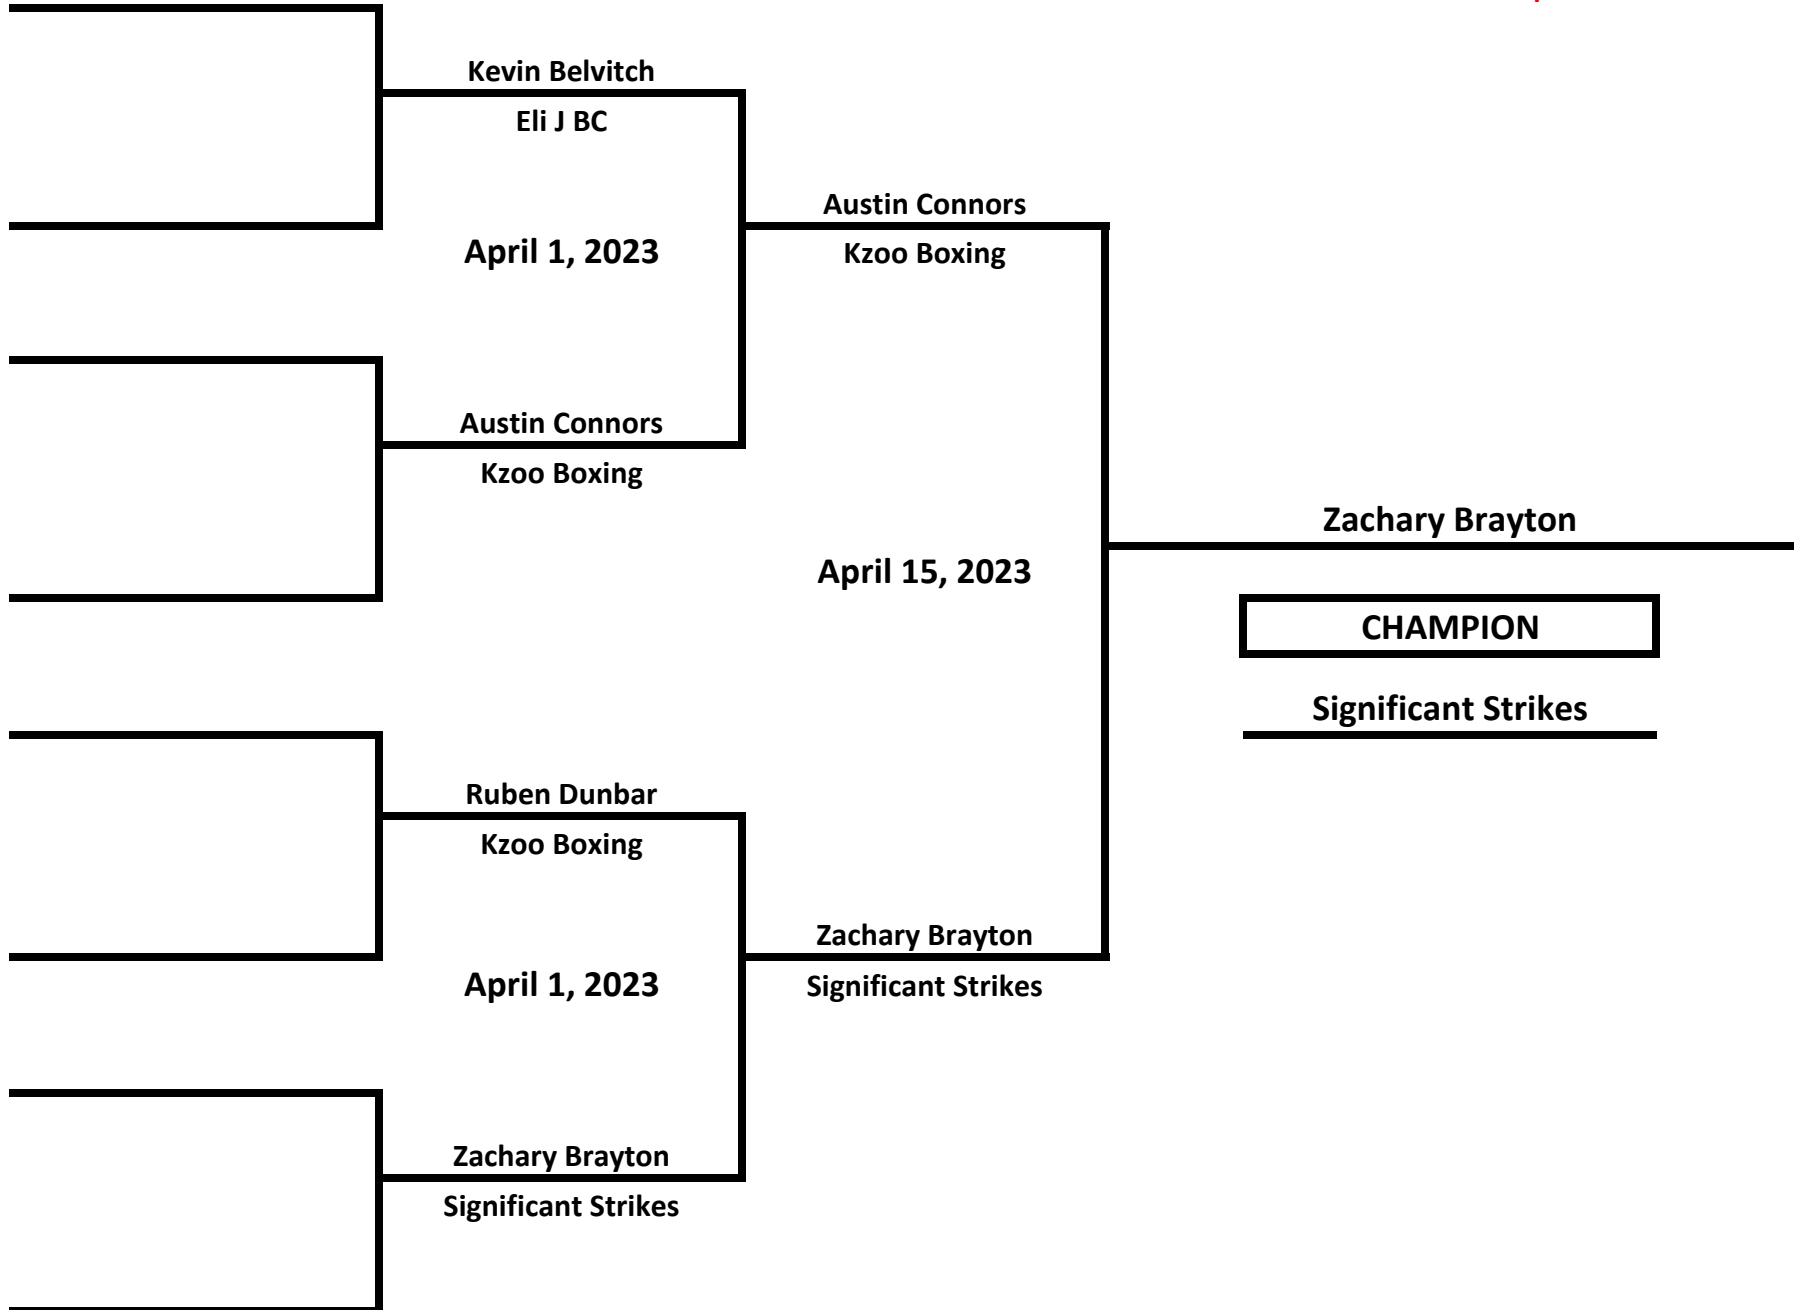 Kevin Belvitch
Eli J BC
April 1, 2023
Austin Connors
Kzoo Boxing
Austin Connors
Kzoo Boxing
April 15, 2023
Zachary Brayton
CHAMPION
Significant Strikes
Ruben Dunbar
Kzoo Boxing
April 1, 2023
Zachary Brayton
Significant Strikes
Zachary Brayton
Significant Strikes